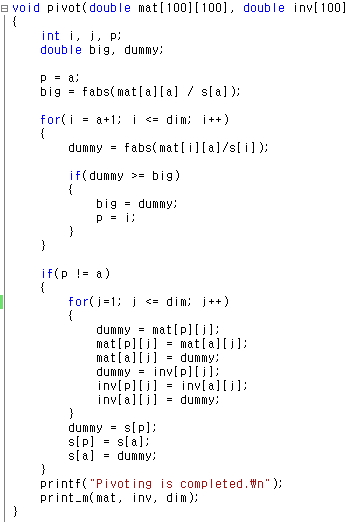 void pivot(double mat[100][100], double inv[100]
{
int i, j, p;
double big, dummy;
p = a;
big = fabs(mat[a][a] / s[a]);
for(i = a+1; i <= dim; i++)
{
dummy = fabs(mat[i][a]/s[i]);
if(dummy >= big)
{
big = dummy;
p = i;
}
}
if(p != a)
{
for(j=1; j <= dim; j++)
{
dummy = mat[p][j];
mat[p][j] = mat[a][j];
mat[a][j] = dummy;
dummy = inv[p][j];
inv[p][j] = inv[a][j];
inv[a][j] = dummy;
}
dummy = s[p];
s[p] = s[a];
s[a] = dummy;
}
printf("Pivoting is completed.₩n");
print_m(mat, inv, dim);
}